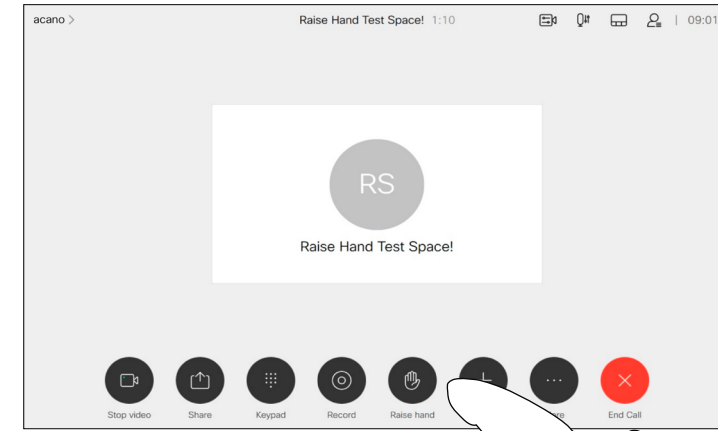 acano >
Raise Hand Test Space! 1:10
| 09:01
RS
Raise Hand Test Space!
Stop video
Share
Keypad
Record
Raise hand
End Call